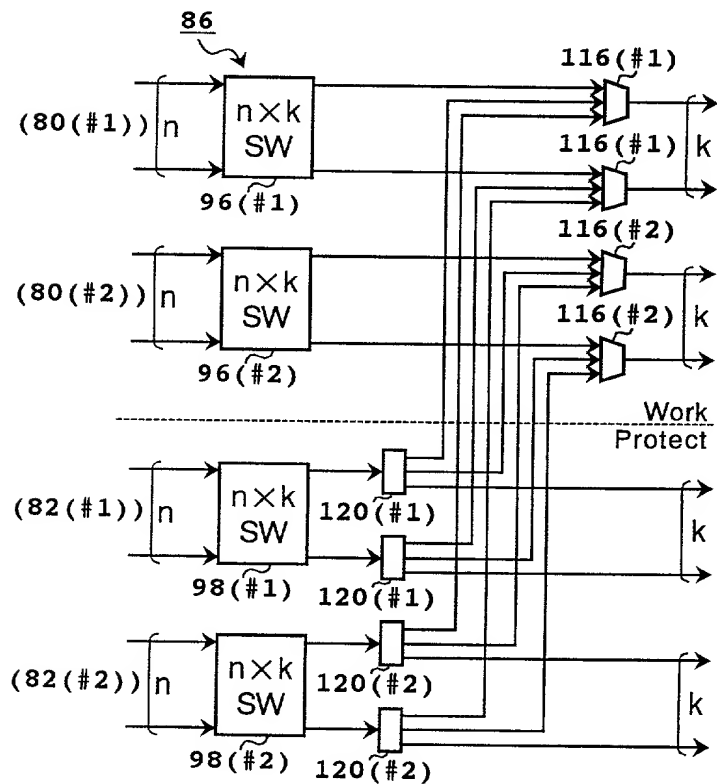 86
116(#1)
(80(#1)) n
n×k
SW
k
96(#1)
116(#1)
116(#2)
(80(#2)) n
n×k
SW
k
96(#2)
116(#2)
Work
Protect
(82(#1)) n
n×k
SW
120(#1)
k
98(#1)
120(#1)
(82(#2)) n
n×k
SW
120(#2)
k
98(#2)
120(#2)